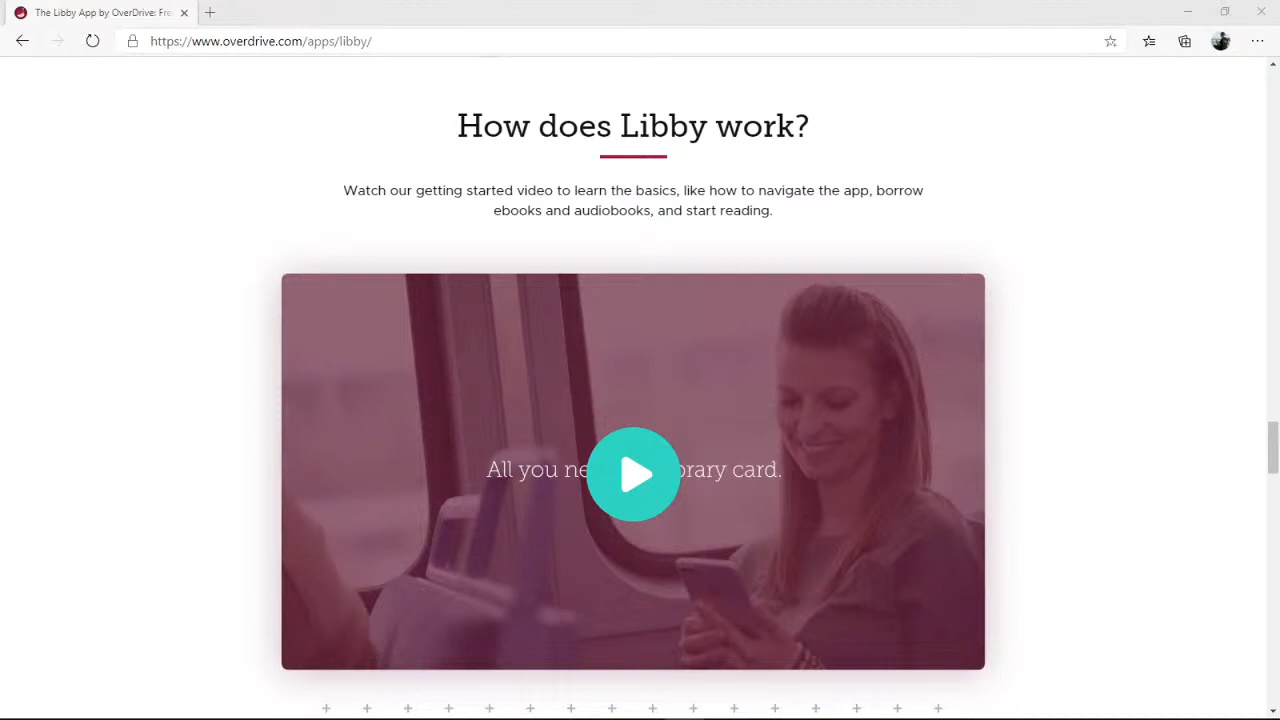 The Libby App by OverDrive: Fre
https://www.overdrive.com/apps/libby/
How does Libby work?
Watch our getting started video to learn the basics, like how to navigate the app, borrow
ebooks and audiobooks, and start reading.
All you ne brary card.